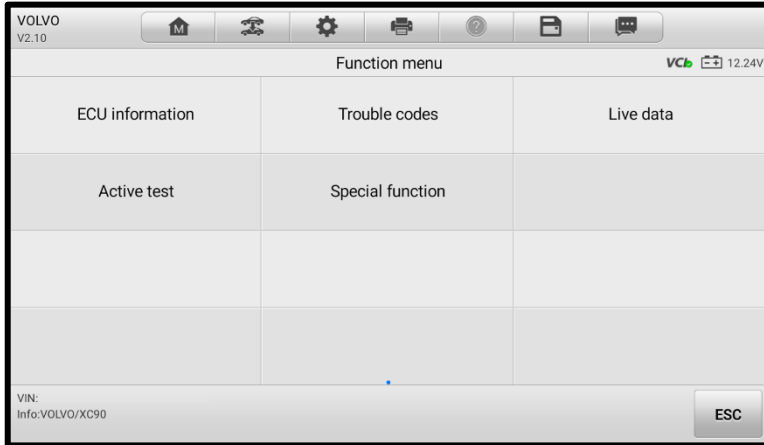 VOLVO
V2.10
M
?
Function menu
VCI 12.24V
ECU information
Trouble codes
Live data
Active test
Special function
VIN:
Info:VOLVO/XC90
ESC